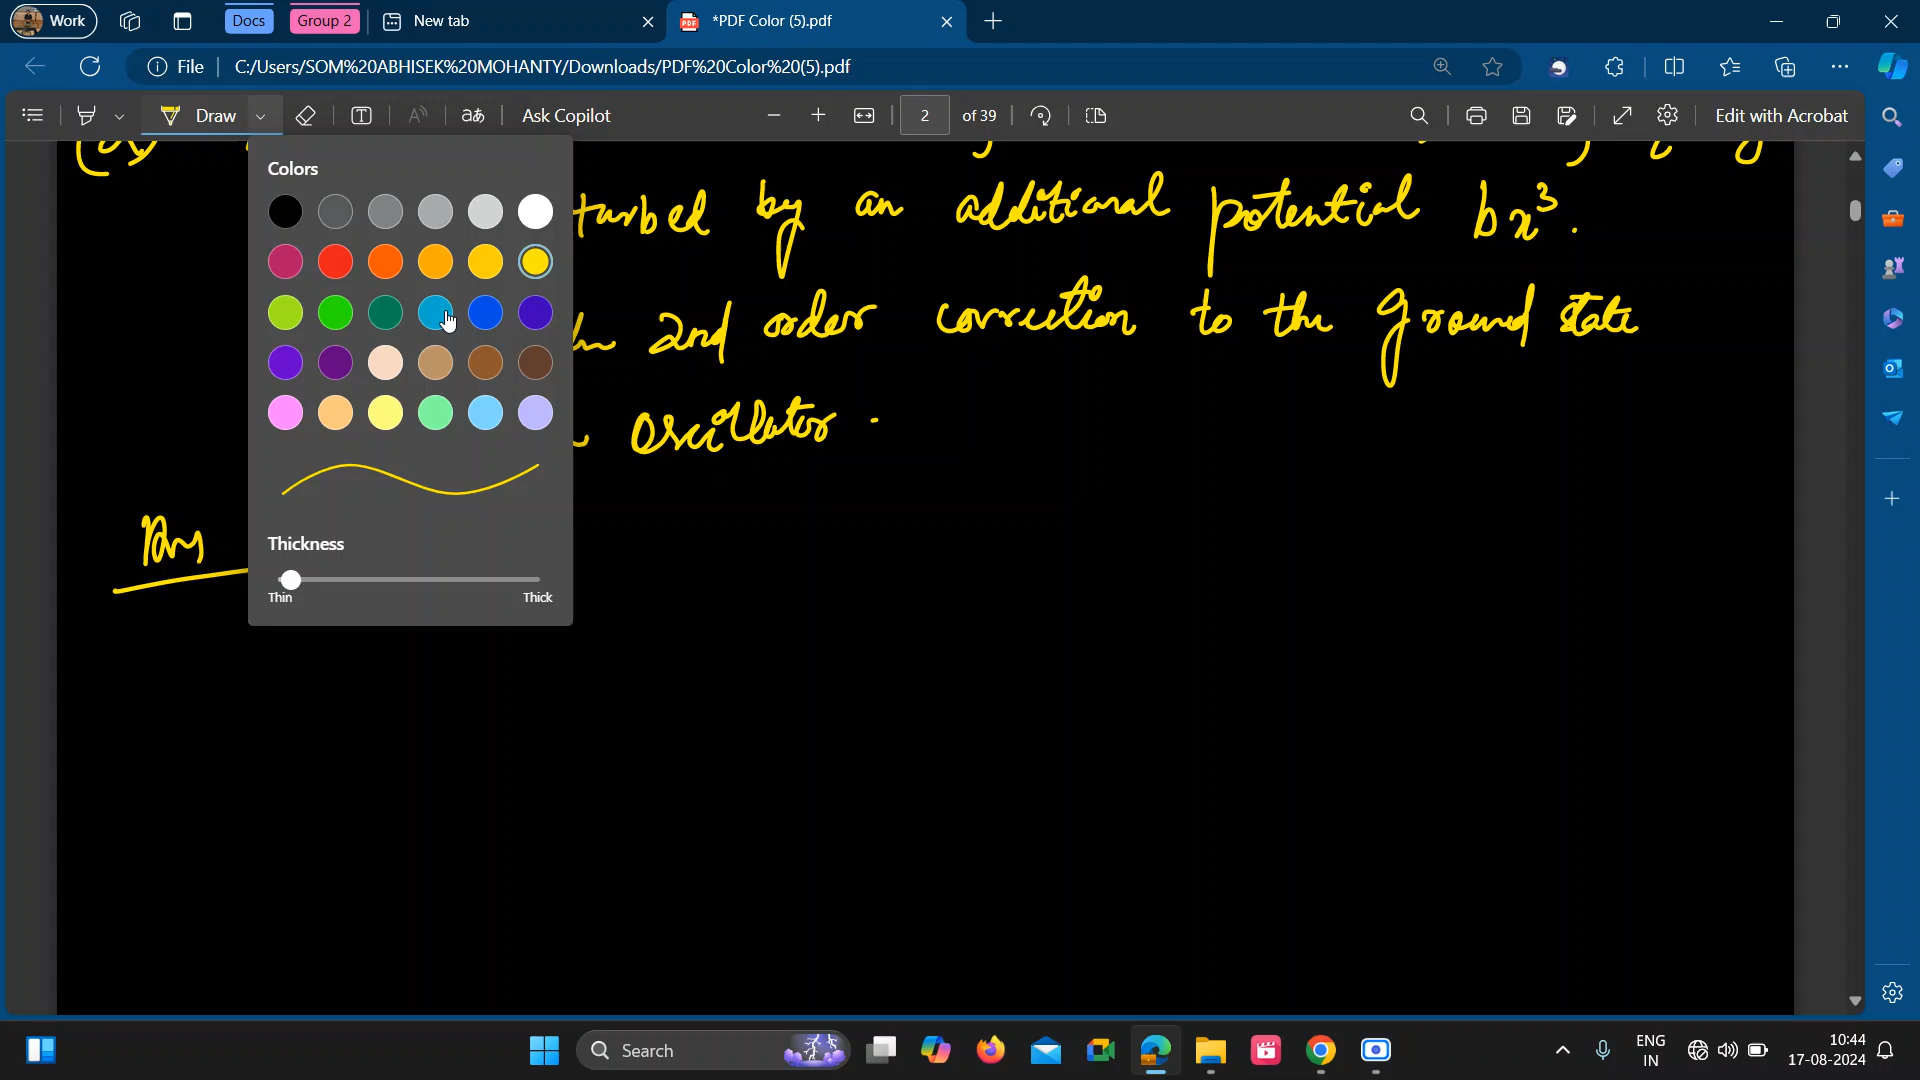 Work
Docs
Group 2
New tab
*PDF Color (5).pdf
File
C:/Users/SOM%20ABHISEK%20MOHANTY/Downloads/PDF%20Color%20(5).pdf
Draw
Ask Copilot
2
of 39
Edit with Acrobat
Colors
turbed by an additional potential bx³.
2nd order correction to the ground state
oscillator.
Ans
Thickness
Thin
Thick
Search
ENG
IN
10:44
17-08-2024